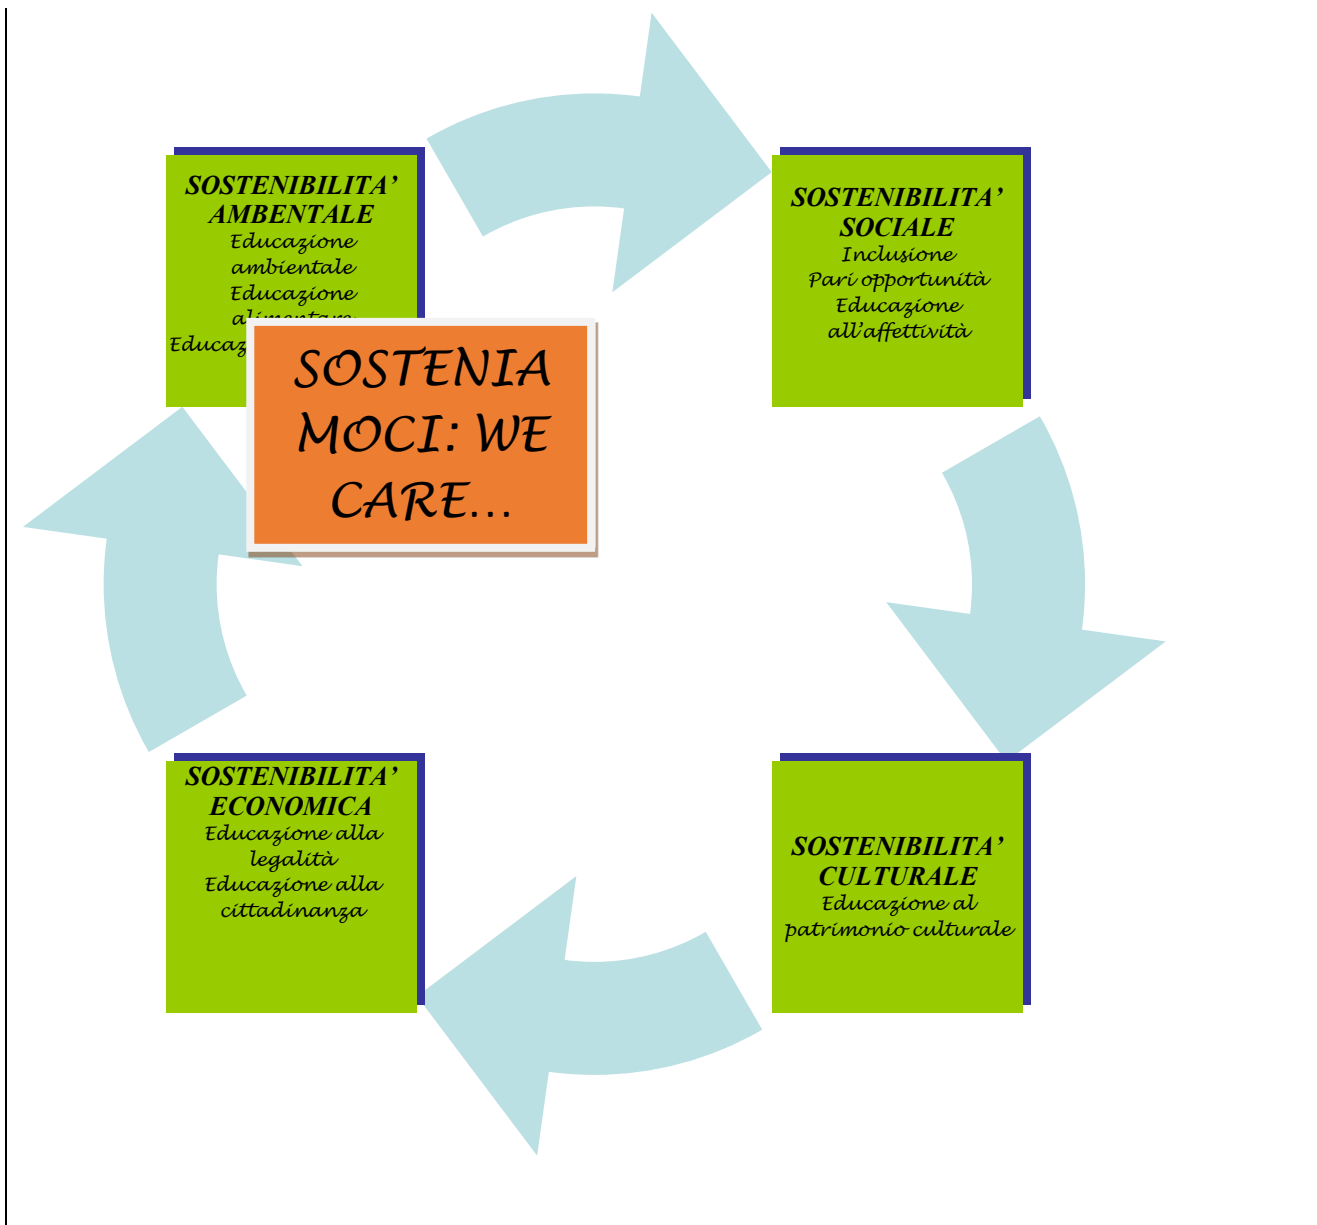 SOSTENIBILITA’
AMBENTALE
Educazione
ambientale
Educazione
alimentare
SOSTENIBILITA’
SOCIALE
Inclusione
Pari opportunità
Educazione
all’affettività
SOSTENIA
MOCI: WE
CARE…
SOSTENIBILITA’
ECONOMICA
Educazione alla
legalità
Educazione alla
cittadinanza
SOSTENIBILITA’
CULTURALE
Educazione al
patrimonio culturale